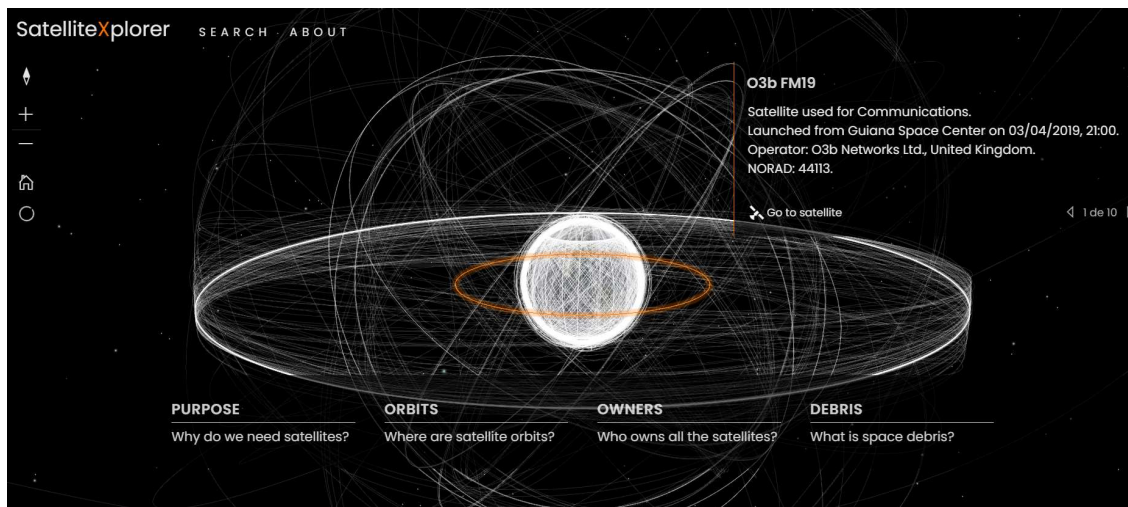 SatelliteXplorer
SEARCH · ABOUT
O3b FM19
Satellite used for Communications.
Launched from Guiana Space Center on 03/04/2019, 21:00.
Operator: O3b Networks Ltd., United Kingdom.
NORAD: 44113.
Go to satellite
1 de 10
PURPOSE
Why do we need satellites?
ORBITS
Where are satellite orbits?
OWNERS
Who owns all the satellites?
DEBRIS
What is space debris?